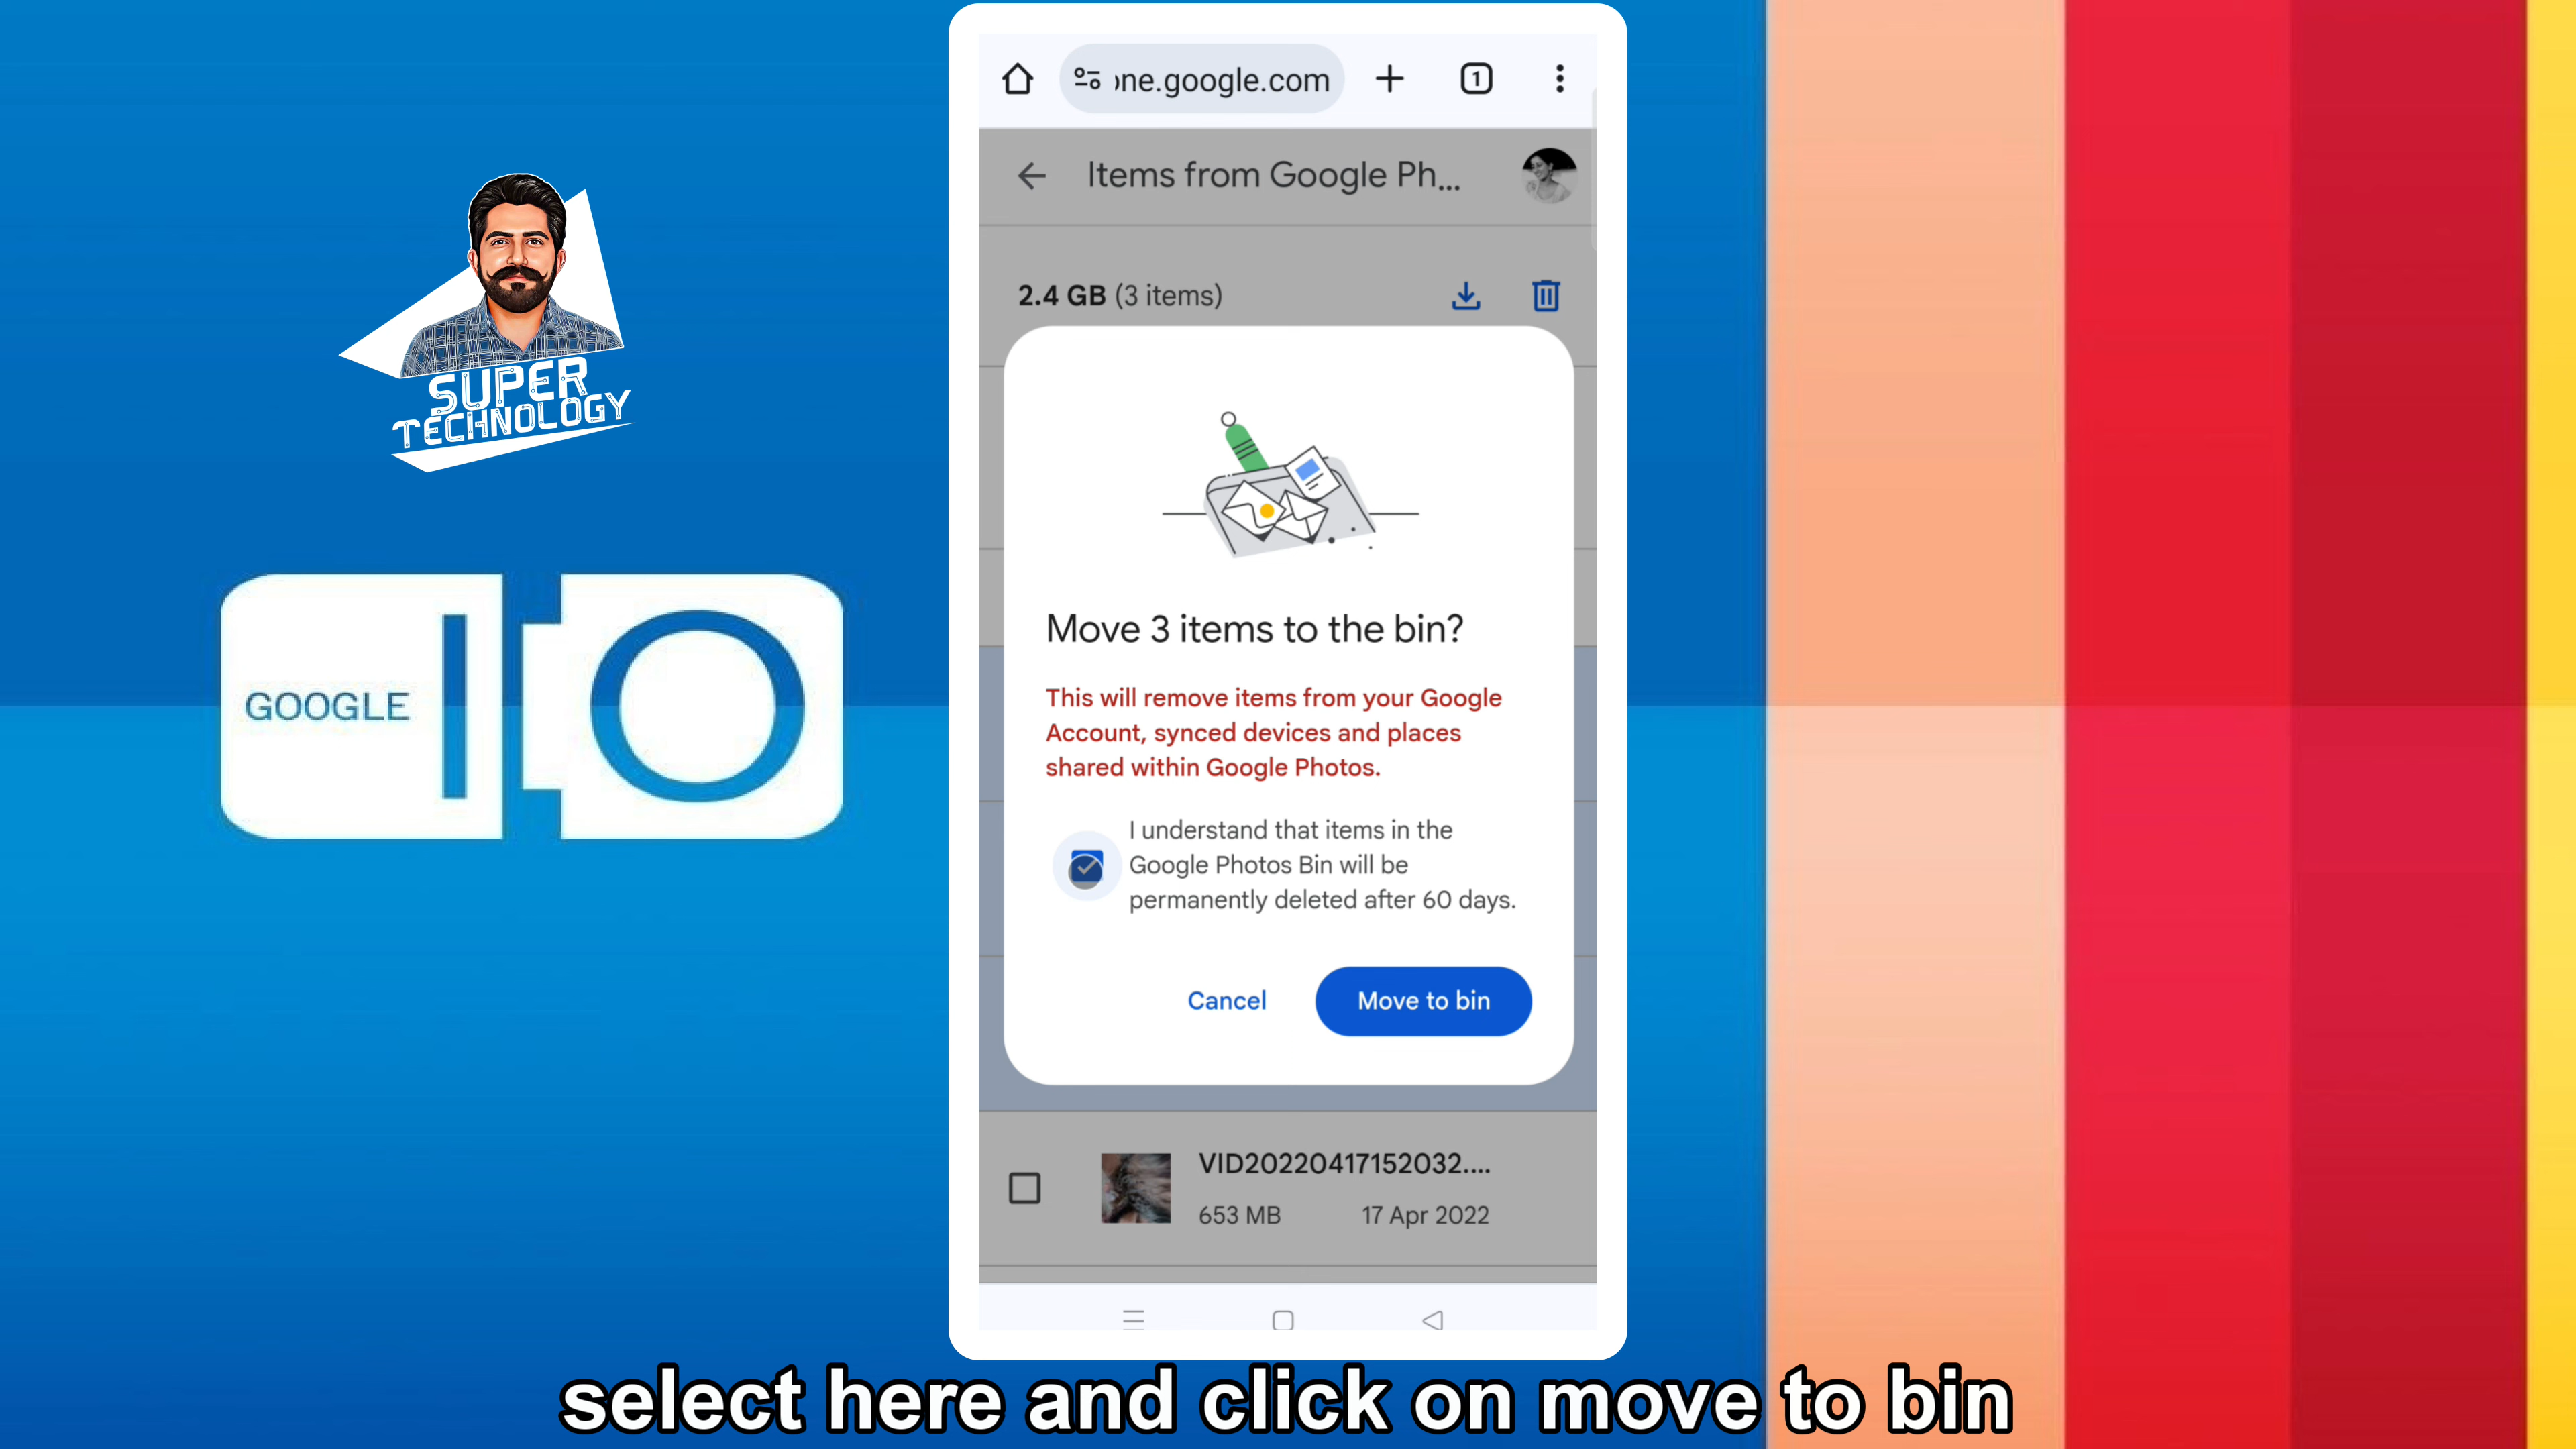 one.google.com
1
Items from Google Ph...
2.4 GB (3 items)
SUPER
TECHNOLOGY
GOOGLE IO
Move 3 items to the bin?
This will remove items from your Google
Account, synced devices and places
shared within Google Photos.
I understand that items in the
Google Photos Bin will be
permanently deleted after 60 days.
Cancel
Move to bin
VID20220417152032....
653 MB
17 Apr 2022
select here and click on move to bin